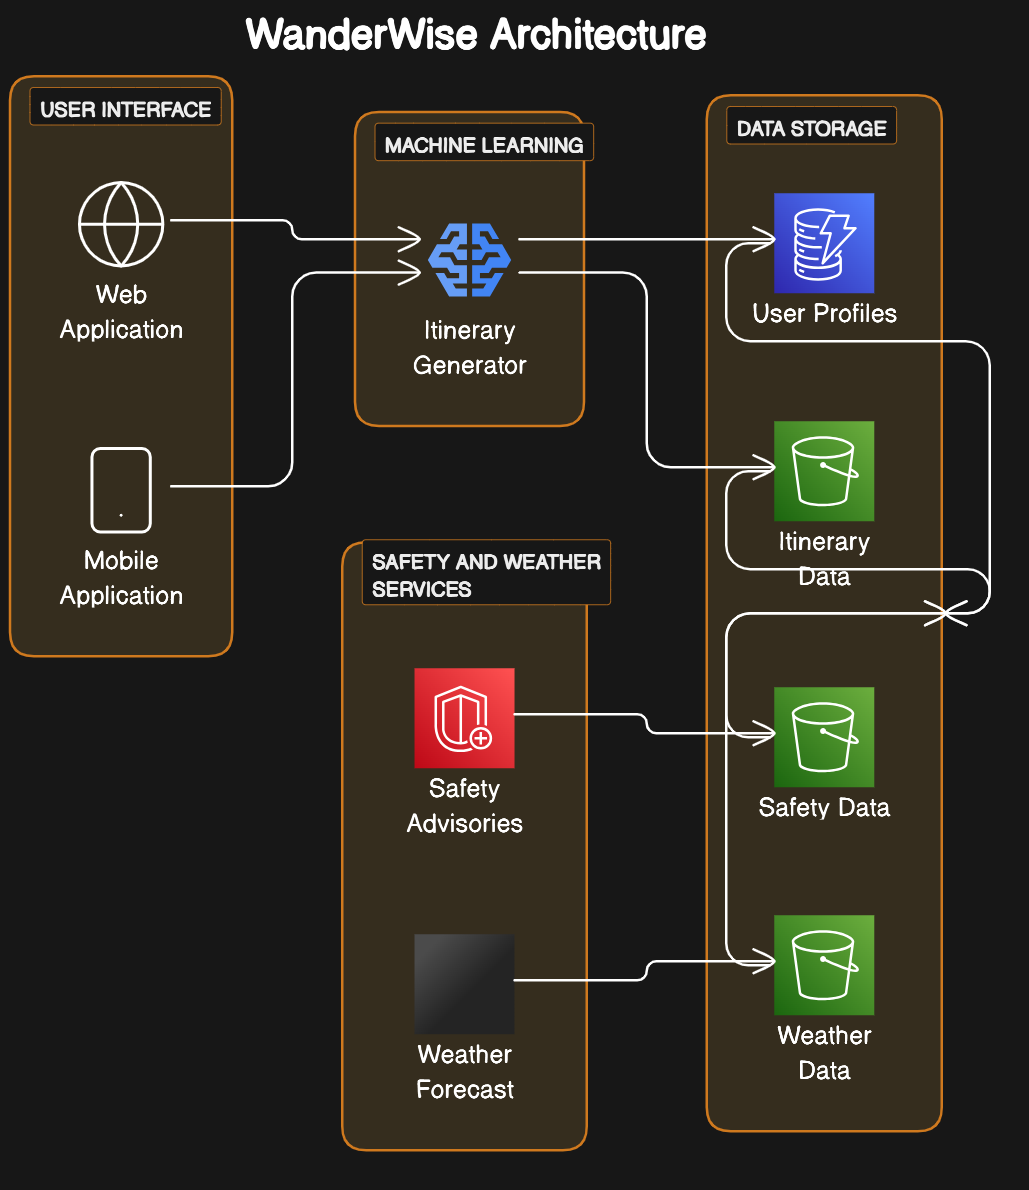 WanderWise Architecture
USER INTERFACE
Web
Application
Mobile
Application
MACHINE LEARNING
Itinerary
Generator
SAFETY AND WEATHER
SERVICES
Safety
Advisories
Weather
Forecast
DATA STORAGE
User Profiles
Itinerary
Data
Safety Data
Weather
Data